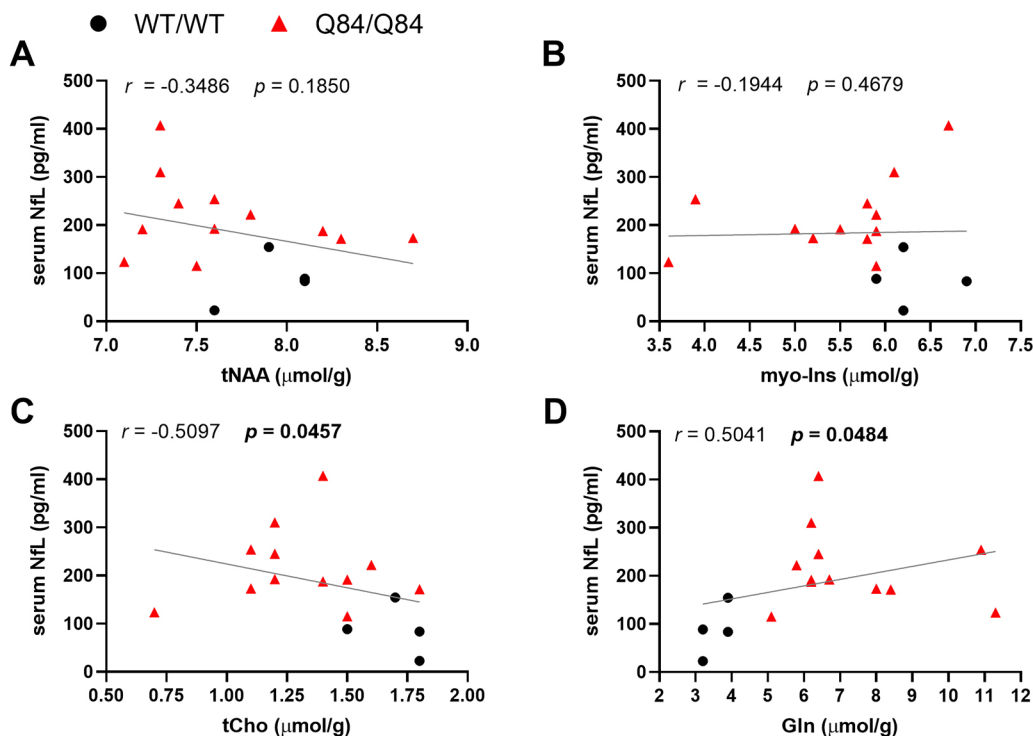 WT/WT Q84/Q84
A
r = -0.3486 p = 0.1850
500
400
300
200
100
0
serum NfL (pg/ml)
7.0 7.5 8.0 8.5 9.0
tNAA (μmol/g)
B
r = -0.1944 p = 0.4679
500
400
300
200
100
0
serum NfL (pg/ml)
3.5 4.0 4.5 5.0 5.5 6.0 6.5 7.0 7.5
myo-Ins (μmol/g)
C
r = -0.5097 p = 0.0457
500
400
300
200
100
0
serum NfL (pg/ml)
0.50 0.75 1.00 1.25 1.50 1.75 2.00
tCho (μmol/g)
D
r = 0.5041 p = 0.0484
500
400
300
200
100
0
serum NfL (pg/ml)
2 3 4 5 6 7 8 9 10 11 12
Gln (μmol/g)